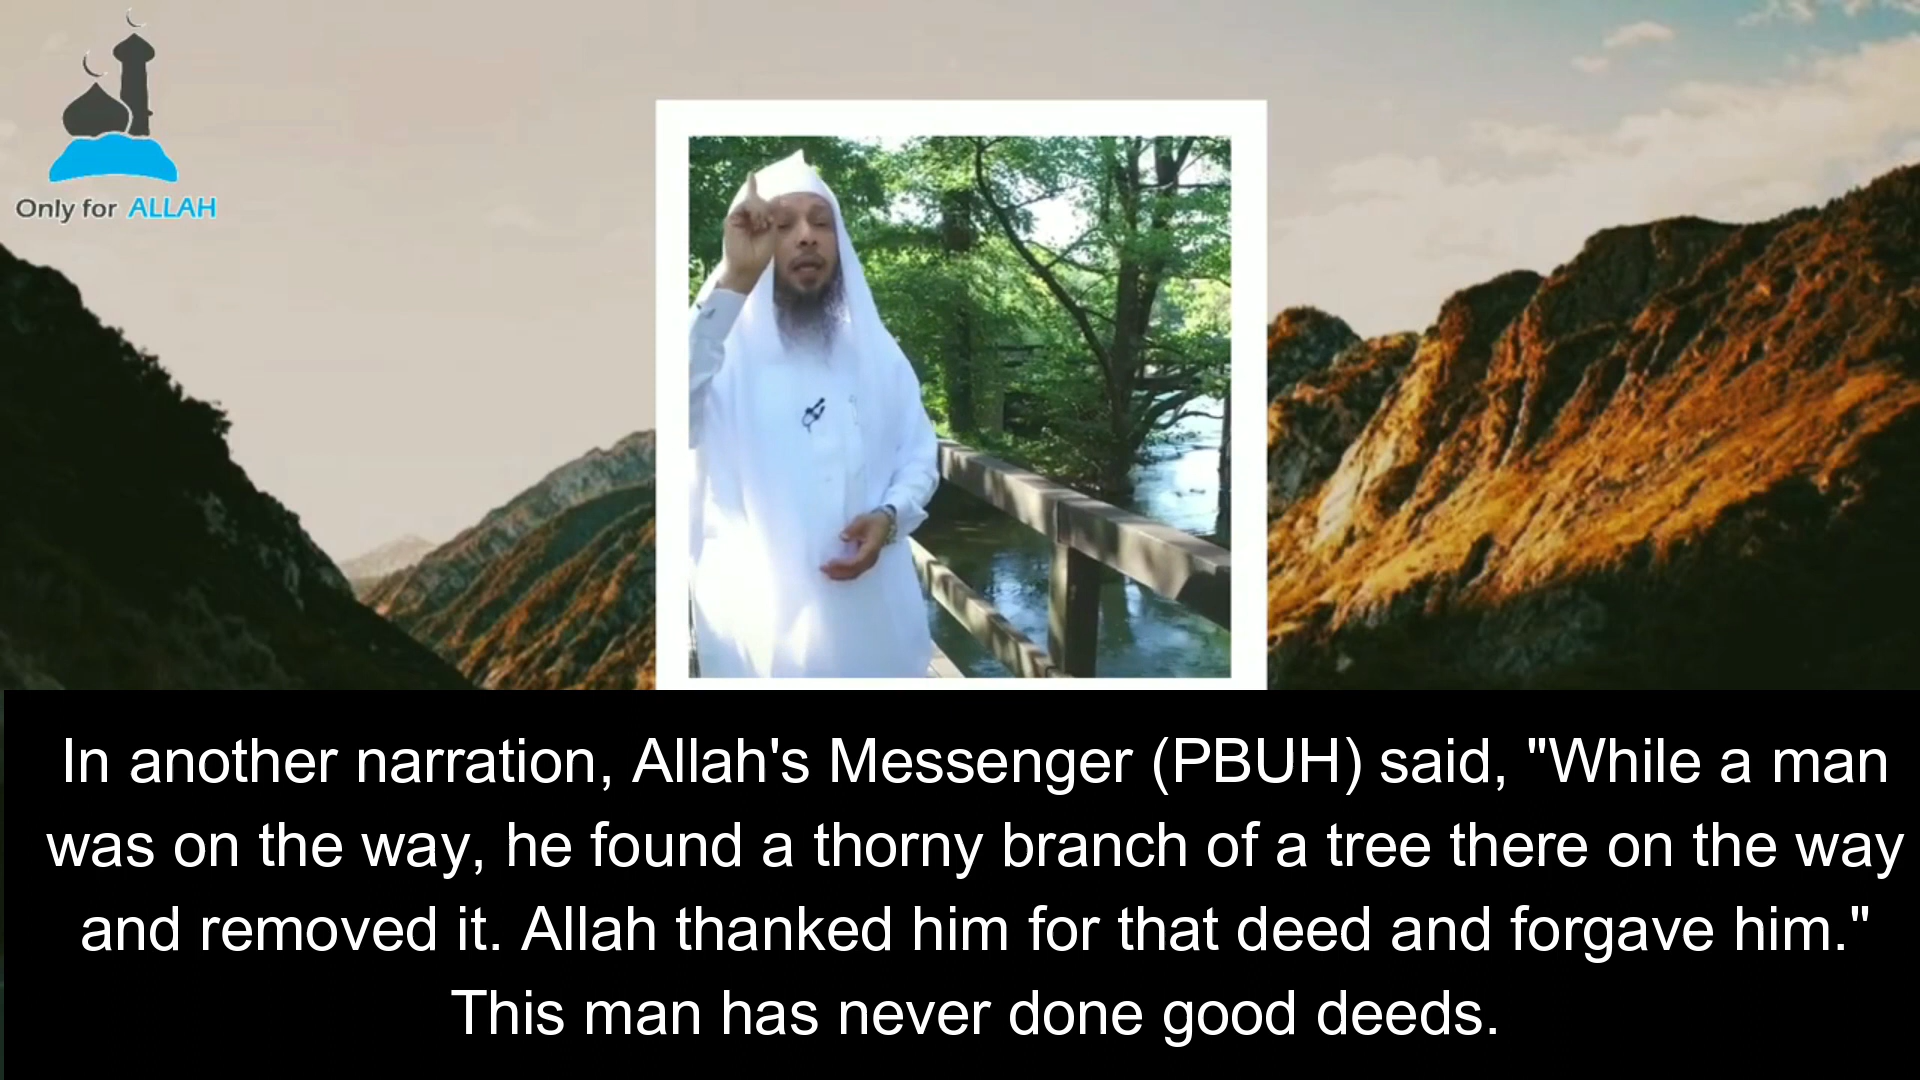 Only for ALLAH
In another narration, Allah's Messenger (PBUH) said, "While a man
was on the way, he found a thorny branch of a tree there on the way
and removed it. Allah thanked him for that deed and forgave him."
This man has never done good deeds.